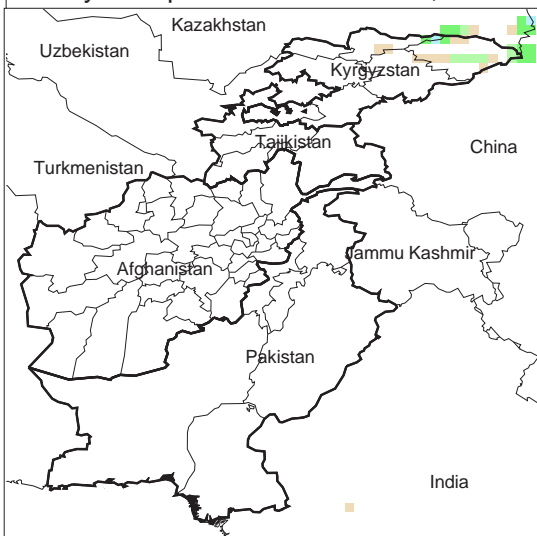 Kazakhstan
Uzbekistan
Kyrgyzstan
Tajikistan
China
Turkmenistan
Jammu Kashmir
Afghanistan
Pakistan
India